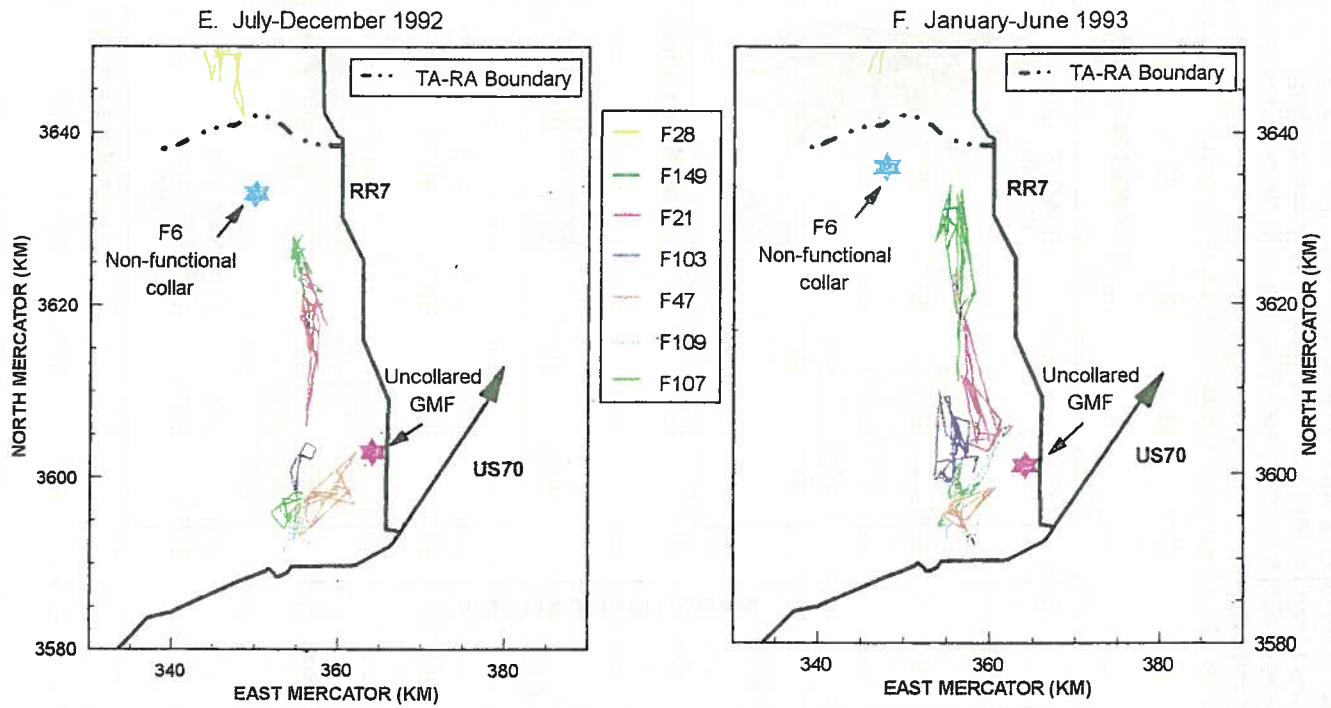 E. July-December 1992
F. January-June 1993
TA-RA Boundary
TA-RA Boundary
3640
3620
3600
3580
NORTH MERCATOR (KM)
RR7
F6
Non-functional
collar
Uncollared
GMF
US70
340
360
380
EAST MERCATOR (KM)
F28
F149
F21
F103
F47
F109
F107
RR7
F6
Non-functional
collar
Uncollared
GMF
US70
3640
3620
3600
3580
NORTH MERCATOR (KM)
340
360
380
EAST MERCATOR (KM)